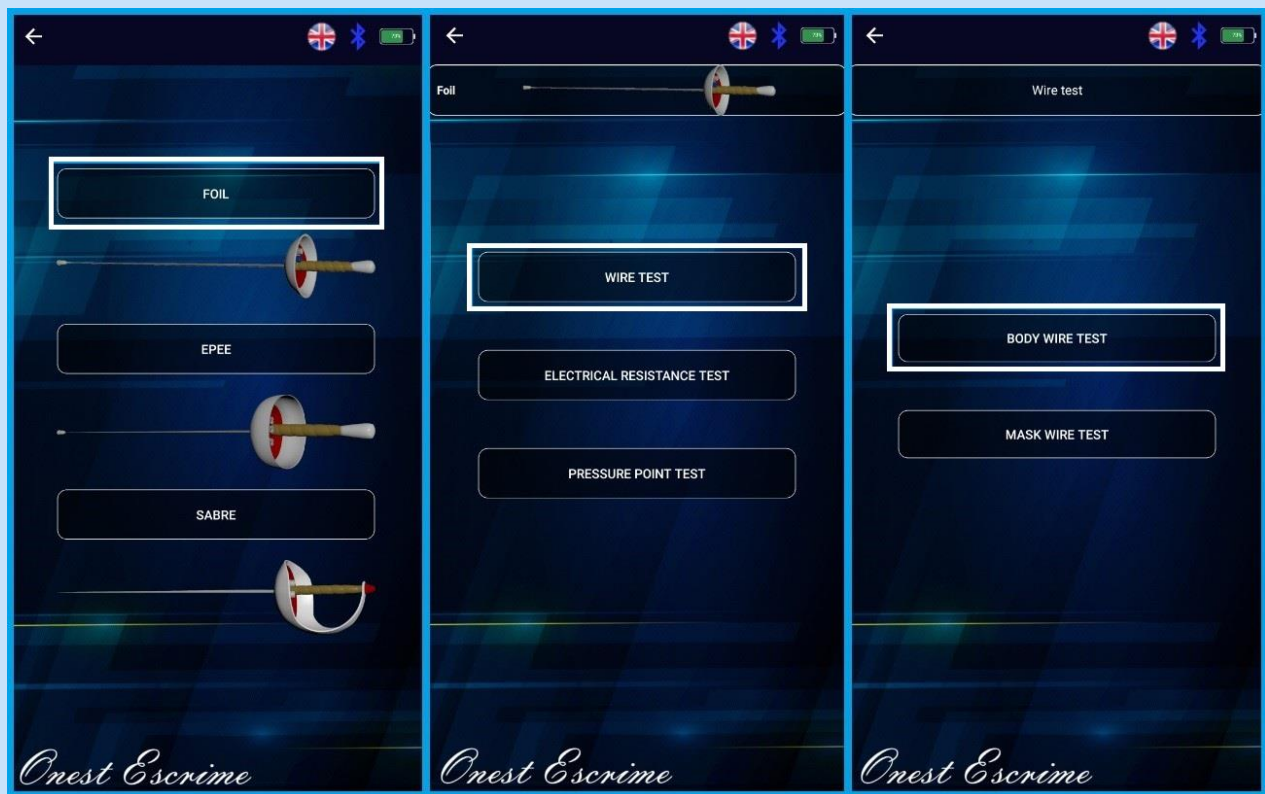 FOIL
EPEE
SABRE
Onest Escrime
Foil
WIRE TEST
ELECTRICAL RESISTANCE TEST
PRESSURE POINT TEST
Onest Escrime
Wire test
BODY WIRE TEST
MASK WIRE TEST
Onest Escrime